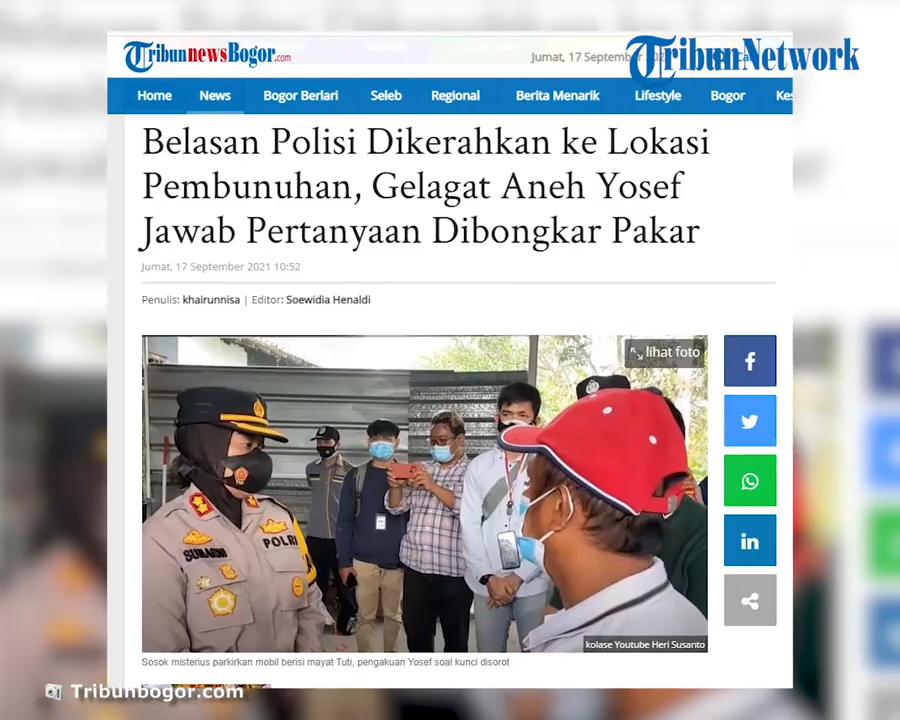 TribunnewsBogor.com
Jumat, 17 September
TribunNetwork
Home News Bogor Berlari Seleb Regional Berita Menarik Lifestyle Bogor Kes
Belasan Polisi Dikerahkan ke Lokasi
Pembunuhan, Gelagat Aneh Yosef
Jawab Pertanyaan Dibongkar Pakar
Jumat, 17 September 2021 10:52
Penulis: khairunnisa | Editor: Soewidia Henaldi
lihat foto
POLRI
kolase Youtube Heri Susanto
Sosok misterius parkirkan mobil berisi mayat Tuti, pengakuan Yosef soal kunci disorot
Tribunbogor.com